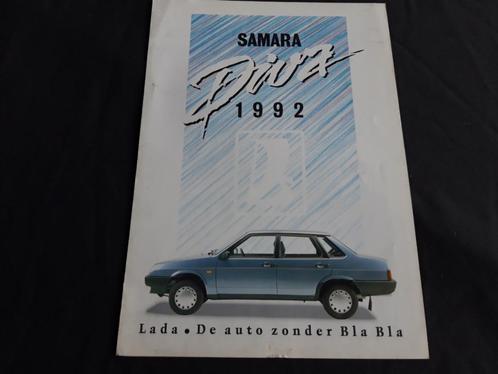 SAMARA
Diva
1992
Lada • De auto zonder Bla Bla